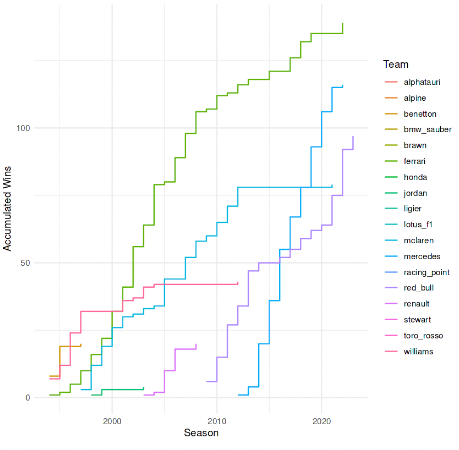 Accumulated Wins
100
50
0
2000
2010
2020
Season
Team
alphatauri
alpine
benetton
bmw_sauber
brawn
ferrari
honda
jordan
ligier
lotus_f1
mclaren
mercedes
racing_point
red_bull
renault
stewart
toro_rosso
williams